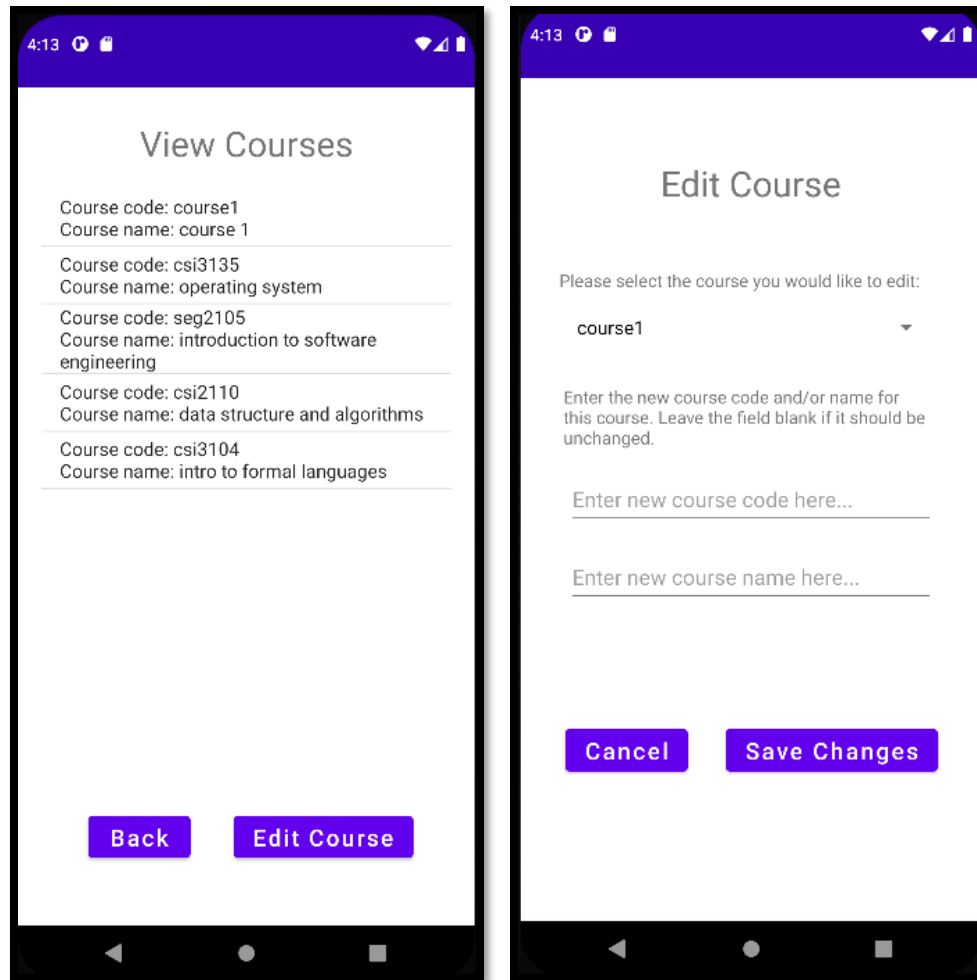 4:13
View Courses
Course code: course1
Course name: course 1
Course code: csi3135
Course name: operating system
Course code: seg2105
Course name: introduction to software
engineering
Course code: csi2110
Course name: data structure and algorithms
Course code: csi3104
Course name: intro to formal languages
Back
Edit Course
4:13
Edit Course
Please select the course you would like to edit:
course1
Enter the new course code and/or name for
this course. Leave the field blank if it should be
unchanged.
Enter new course code here...
Enter new course name here...
Cancel
Save Changes